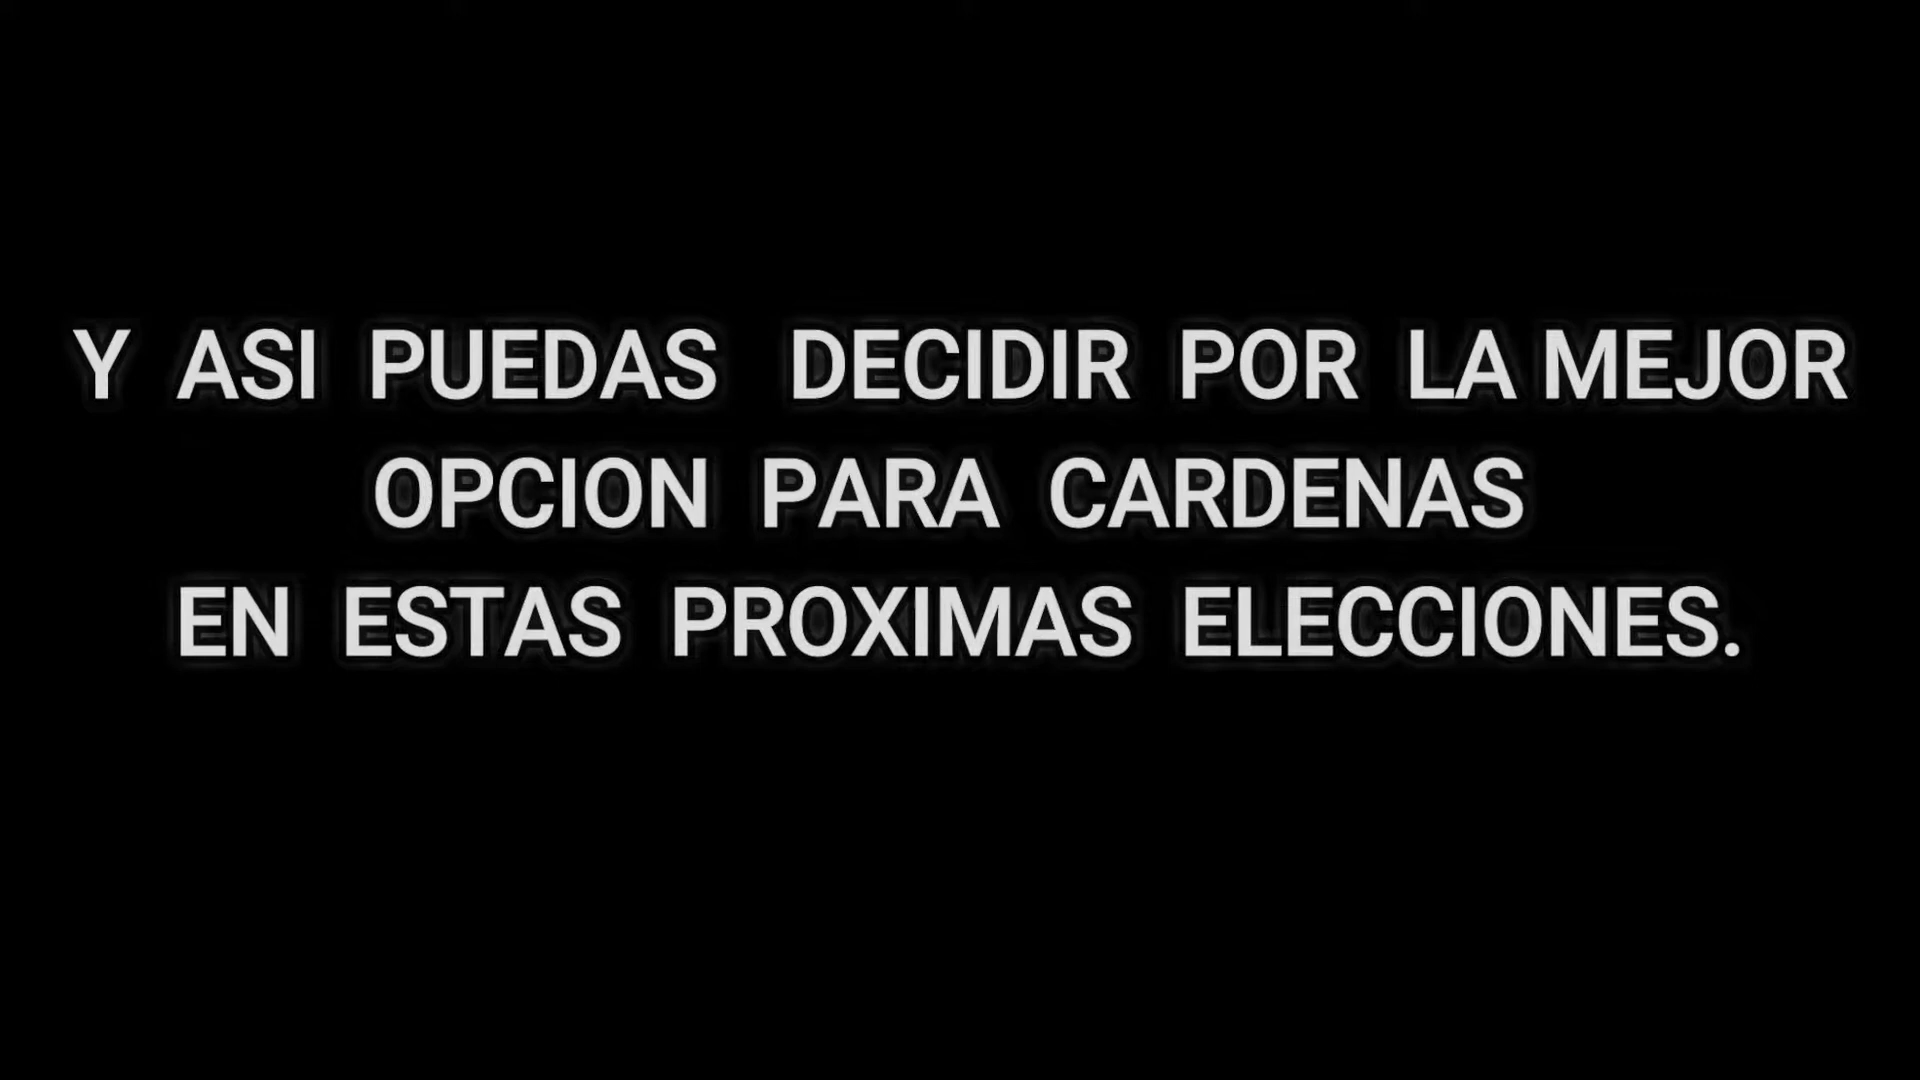 Y ASI PUEDAS DECIDIR POR LA MEJOR
OPCION PARA CARDENAS
EN ESTAS PROXIMAS ELECCIONES.